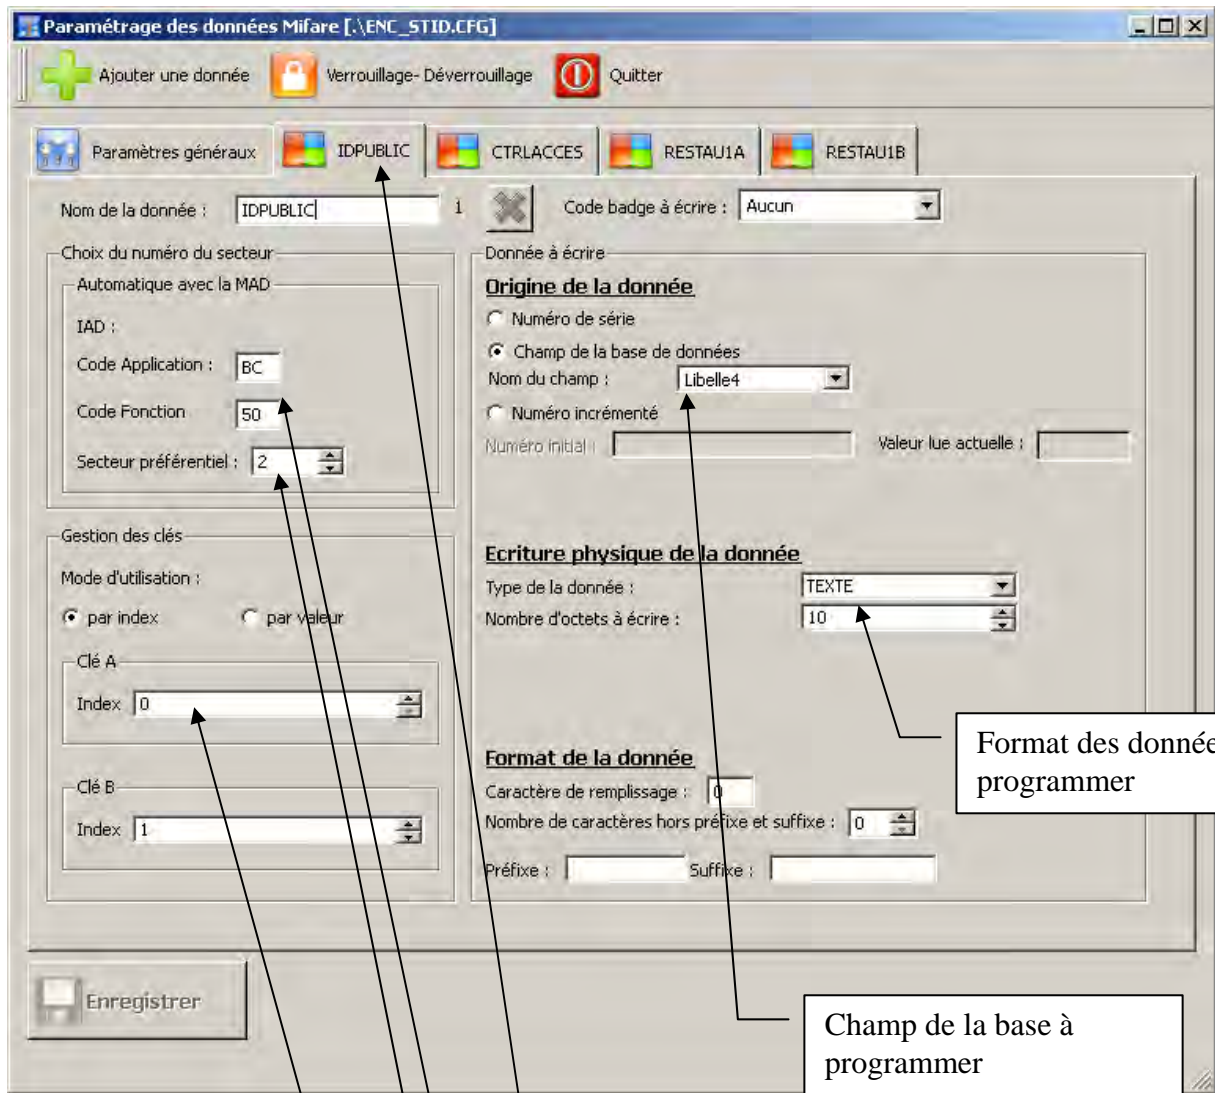 Paramétrage des données Mifare [.\ENC_STID.CFG]
Ajouter une donnée Verrouillage- Déverrouillage Quitter
Paramètres généraux IDPUBLIC CTRLACCES RESTAU1A RESTAU1B
Nom de la donnée : IDPUBLIC 1 Code badge à écrire : Aucun
Choix du numéro du secteur
Automatique avec la MAD
IAD :
Code Application : BC
Code Fonction 50
Secteur préférentiel : 2
Gestion des clés
Mode d'utilisation :
par index par valeur
Clé A
Index 0
Clé B
Index 1
Donnée à écrire
Origine de la donnée
Numéro de série
Champ de la base de données
Nom du champ : Libelle4
Numéro incrémenté
Numéro initial : Valeur lue actuelle :
Ecriture physique de la donnée
Type de la donnée : TEXTE
Nombre d'octets à écrire : 10
Format de la donnée
Caractère de remplissage : 0
Nombre de caractères hors préfixe et suffixe : 0
Préfixe : Suffixe :
Format des donnée
programmer
Enregistrer
Champ de la base à
programmer